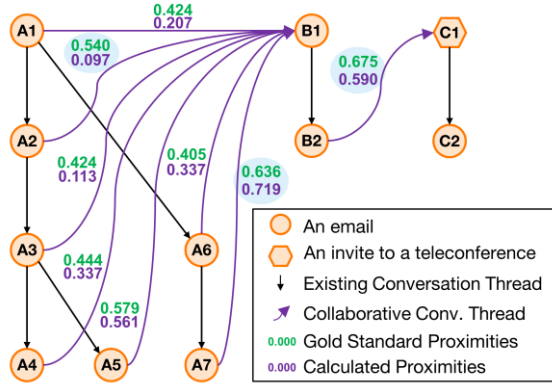 A1
0.424
0.207
B1
C1
0.540
0.097
0.675
0.590
A2
B2
C2
0.424
0.113
0.405
0.337
0.636
0.719
A3
A6
0.444
0.337
0.579
0.561
A4
A5
A7
An email
An invite to a teleconference
Existing Conversation Thread
Collaborative Conv. Thread
0.000 Gold Standard Proximities
0.000 Calculated Proximities